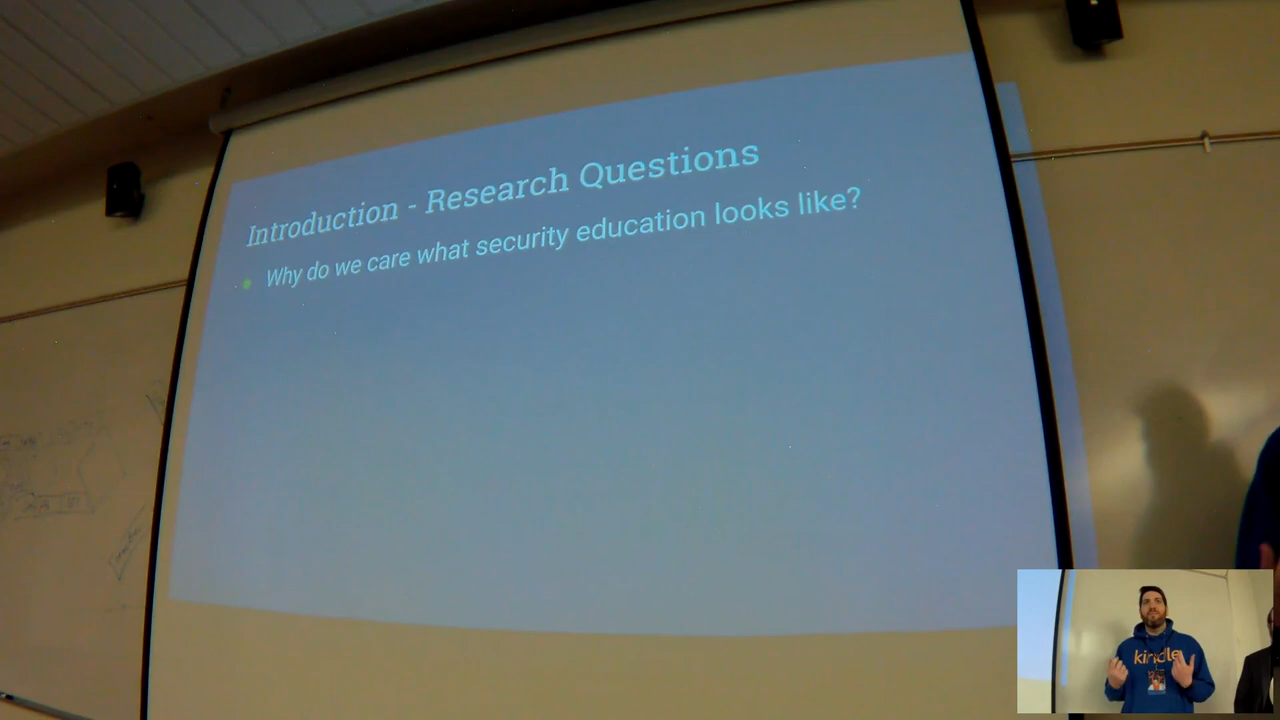 Introduction - Research Questions
Why do we care what security education looks like?
kindle